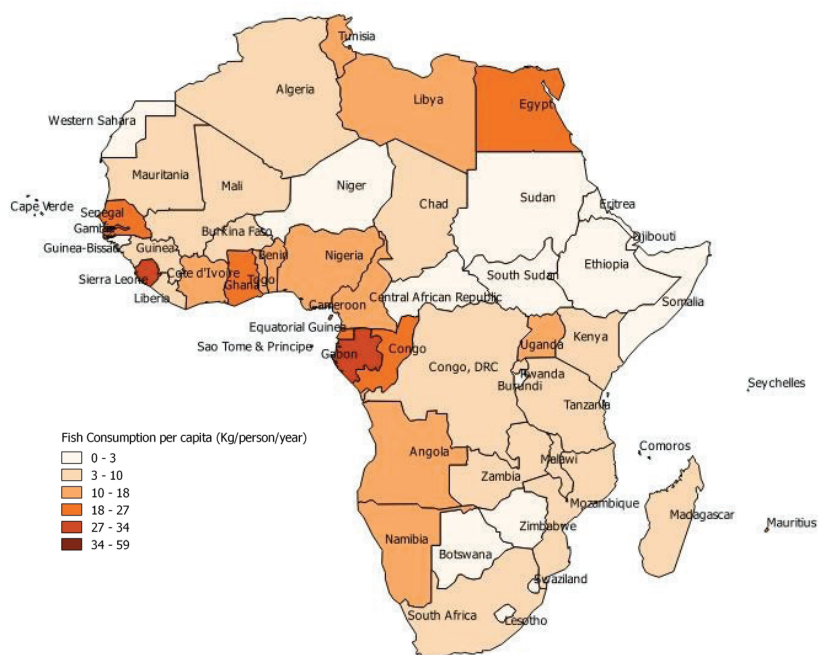 Tunisia
Algeria
Libya
Egypt
Western Sahara
Mauritania
Mali
Niger
Chad
Sudan
Eritrea
Cape Verde
Senegal
Gambia
Guinea-Bissau
Guinea
Burkina Faso
Benin
Nigeria
Djibouti
Sierra Leone
Cote d'Ivoire
Ghana
Togo
Liberia
Cameroon
Central African Republic
South Sudan
Ethiopia
Somalia
Equatorial Guinea
Sao Tome & Principe
Gabon
Congo
Congo, DRC
Uganda
Kenya
Rwanda
Burundi
Tanzania
Seychelles
Fish Consumption per capita (Kg/person/year)
0 - 3
3 - 10
10 - 18
18 - 27
27 - 34
34 - 59
Angola
Zambia
Malawi
Comoros
Mozambique
Madagascar
Mauritius
Namibia
Zimbabwe
Botswana
Swaziland
South Africa
Lesotho